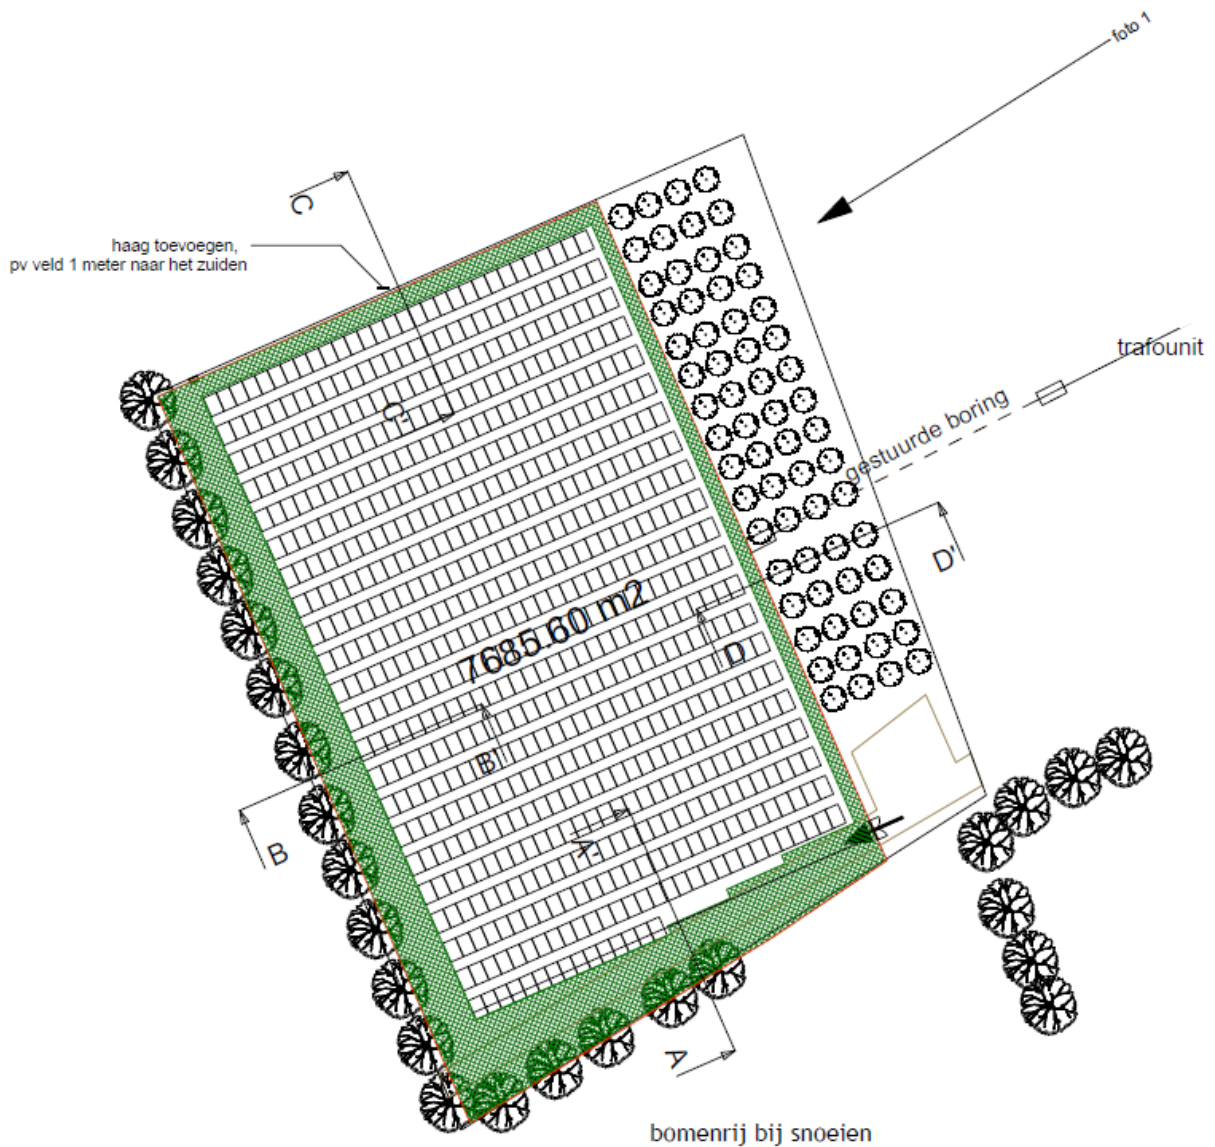 foto 1
C
haag toevoegen,
pv veld 1 meter naar het zuiden
trafounit
C'
gestuurde boring
D'
7685.60 m2
D
B'
B
A'
A
bomenrij bij snoeien